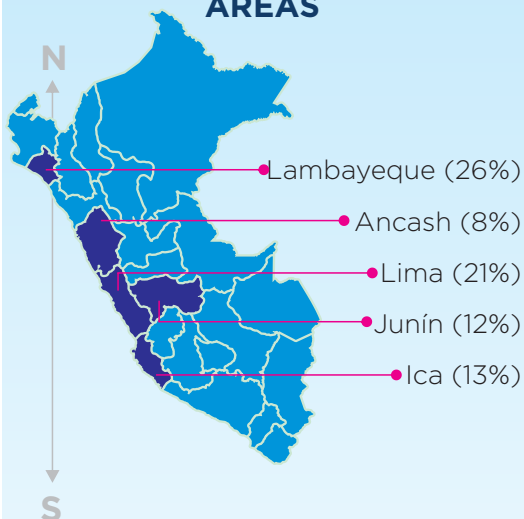 AREAS
N
Lambayeque (26%)
Ancash (8%)
Lima (21%)
Junín (12%)
Ica (13%)
S